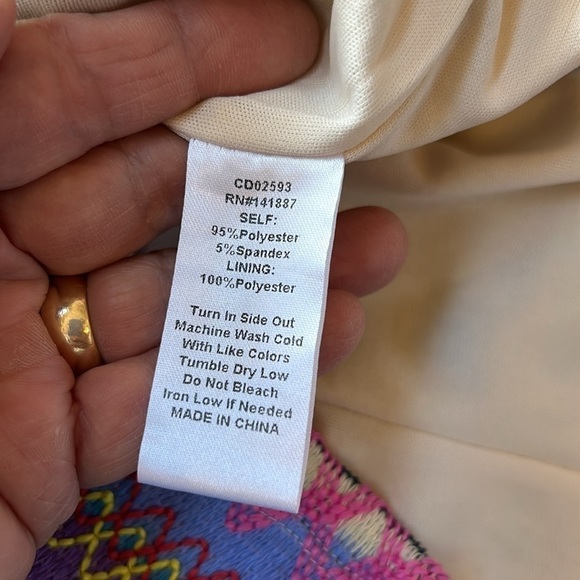 CD02593
RN#141887
SELF:
95%Polyester
5%Spandex
LINING:
100%Polyester
Turn In Side Out
Machine Wash Cold
With Like Colors
Tumble Dry Low
Do Not Bleach
Iron Low If Needed
MADE IN CHINA